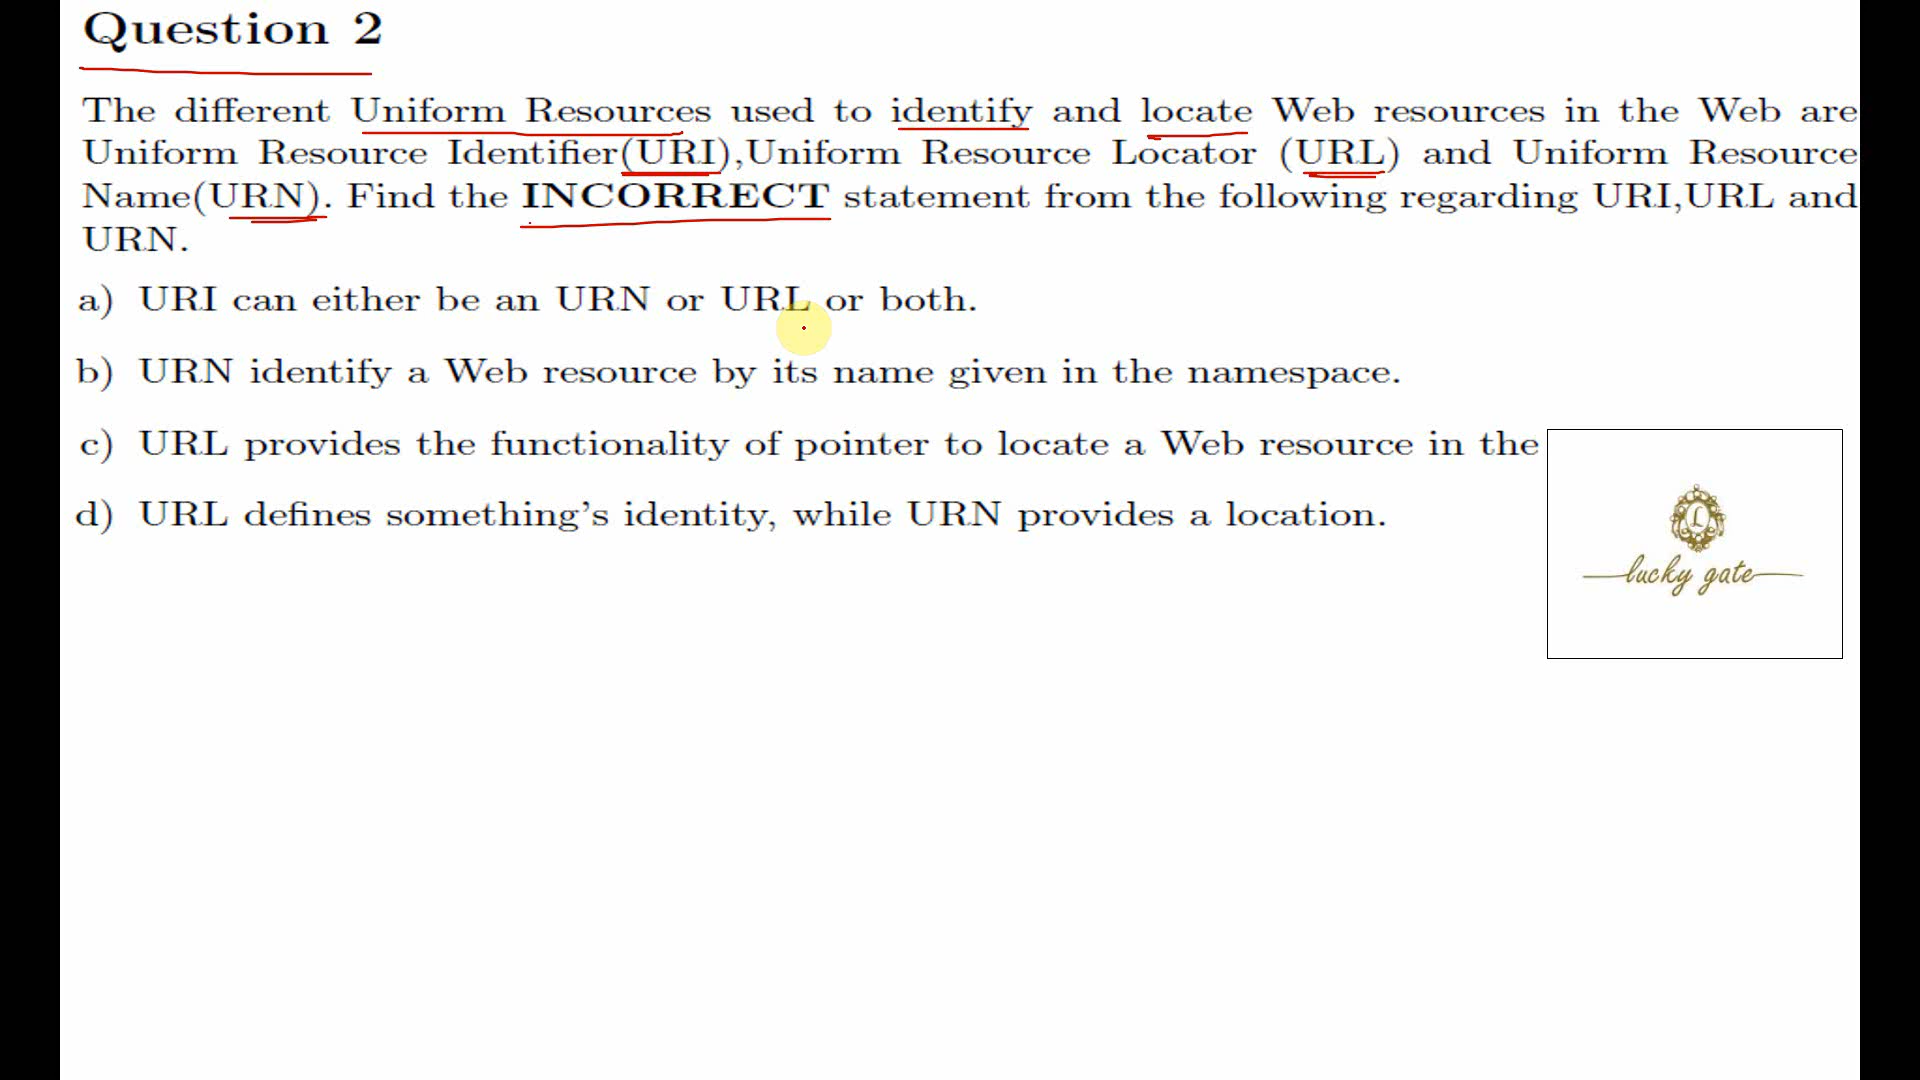 Question 2
The different Uniform Resources used to identify and locate Web resources in the Web are
Uniform Resource Identifier(URI),Uniform Resource Locator (URL) and Uniform Resource
Name(URN). Find the INCORRECT statement from the following regarding URI,URL and
URN.
a) URI can either be an URN or URL or both.
b) URN identify a Web resource by its name given in the namespace.
c) URL provides the functionality of pointer to locate a Web resource in the
d) URL defines something's identity, while URN provides a location.
L
lucky gate